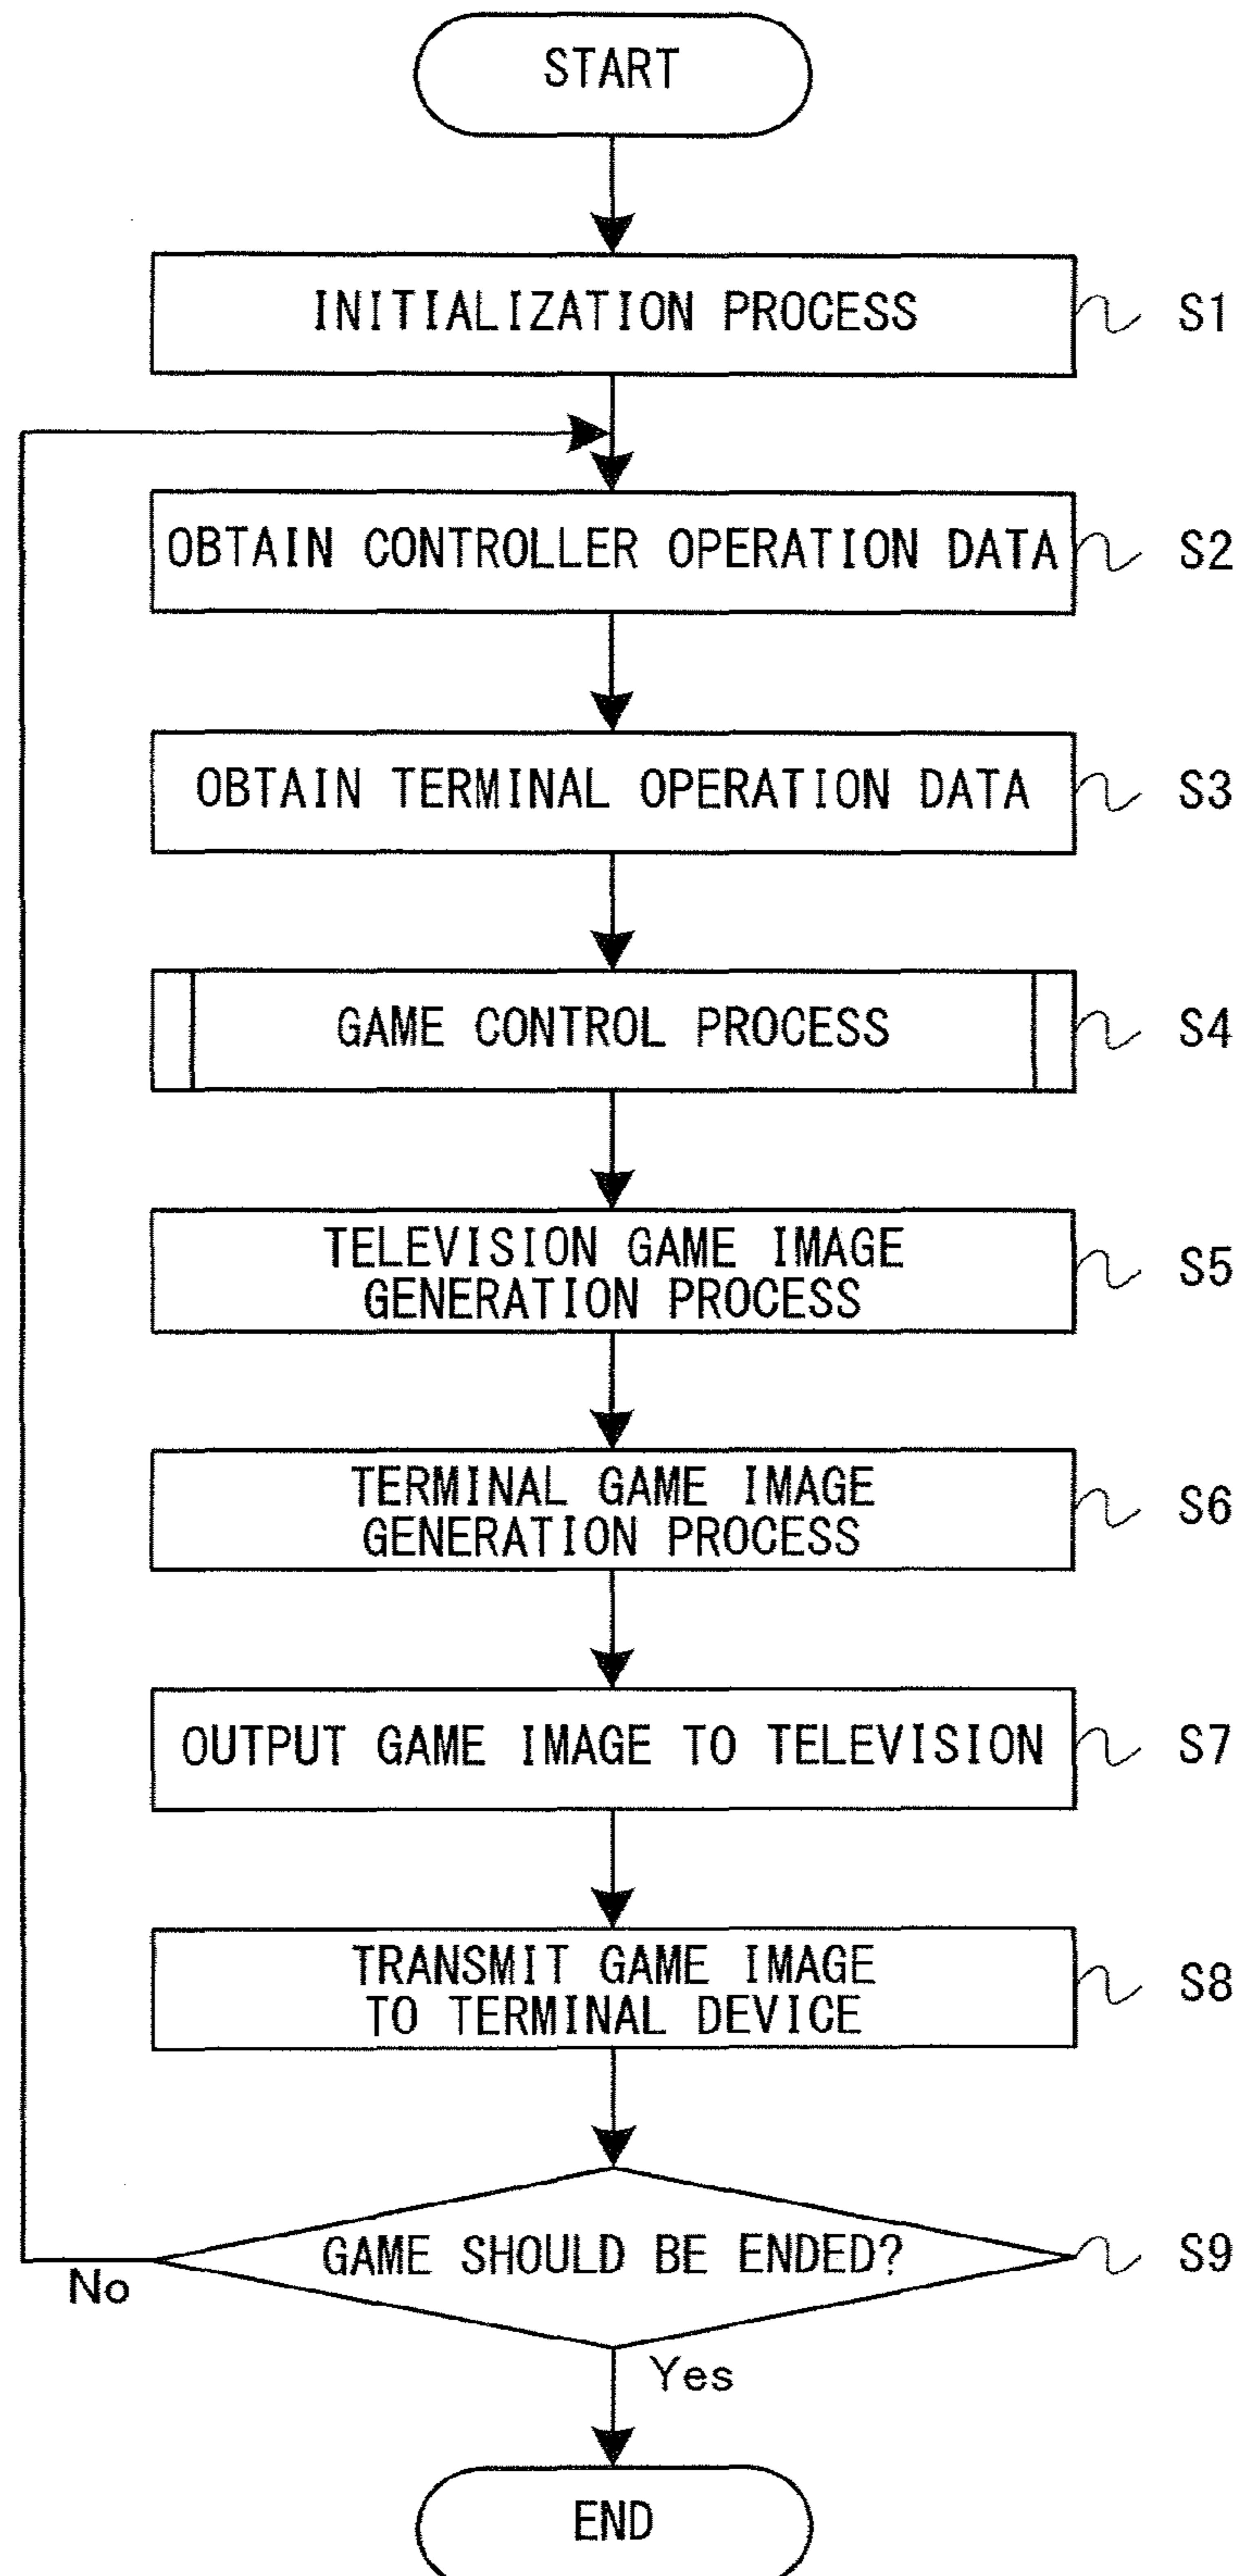 START
INITIALIZATION PROCESS
S1
OBTAIN CONTROLLER OPERATION DATA
S2
OBTAIN TERMINAL OPERATION DATA
S3
GAME CONTROL PROCESS
S4
TELEVISION GAME IMAGE
GENERATION PROCESS
S5
TERMINAL GAME IMAGE
GENERATION PROCESS
S6
OUTPUT GAME IMAGE TO TELEVISION
S7
TRANSMIT GAME IMAGE
TO TERMINAL DEVICE
S8
GAME SHOULD BE ENDED?
S9
No
Yes
END